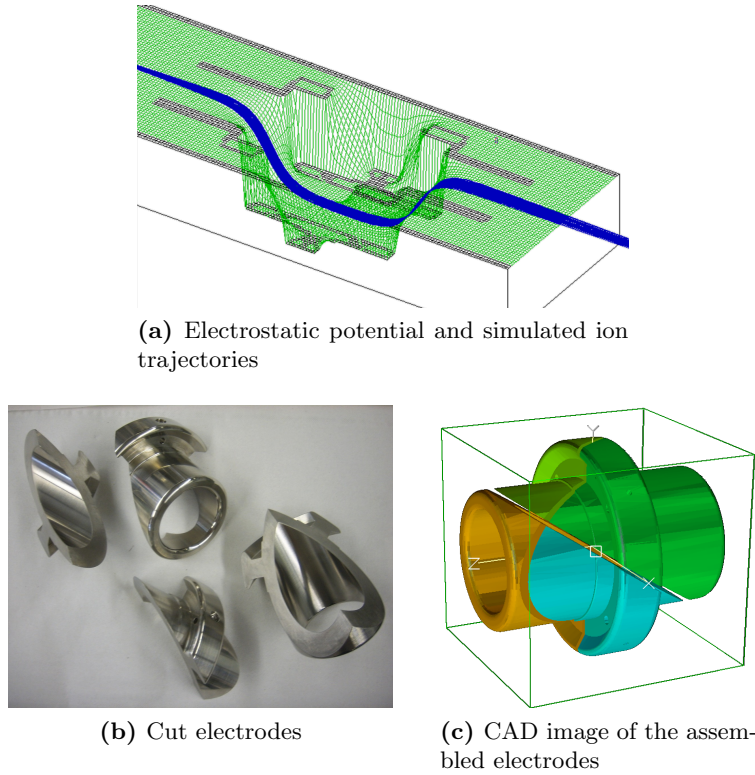 (a) Electrostatic potential and simulated ion
trajectories
Y
Z
X
(b) Cut electrodes
(c) CAD image of the assem-
bled electrodes